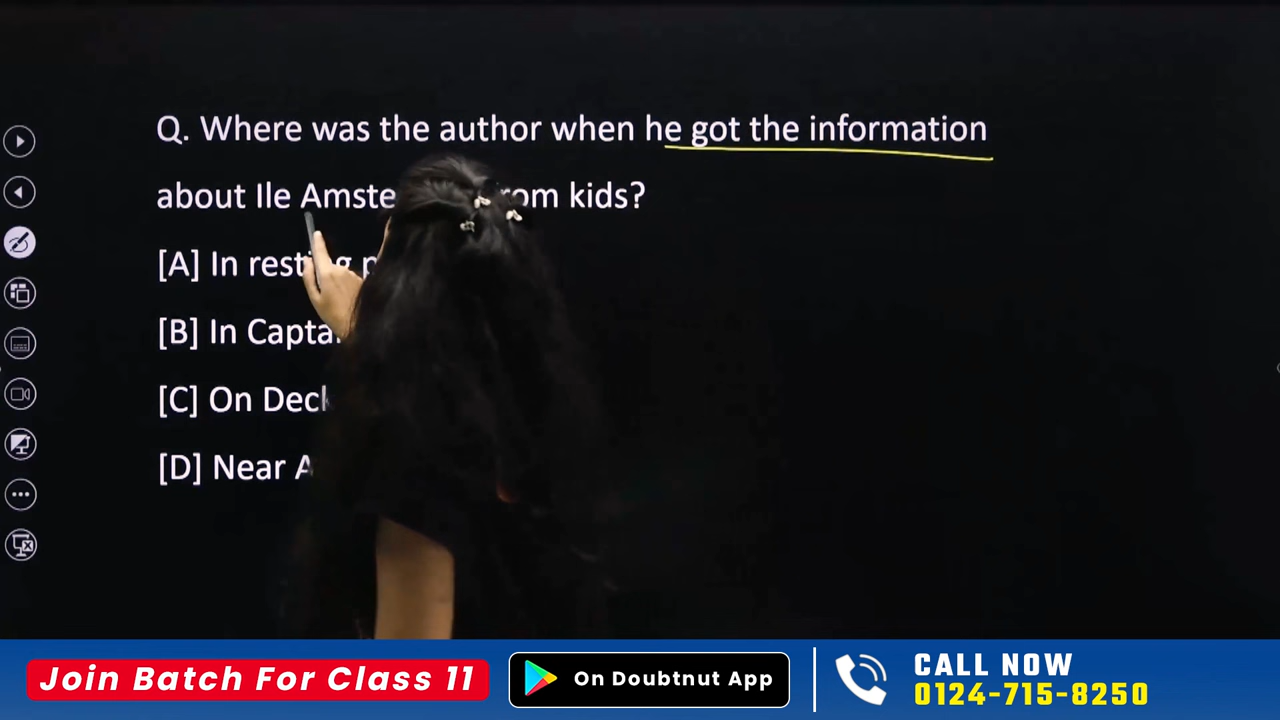 Q. Where was the author when he got the information
about Ile Amste rom kids?
[A] In resting p
[B] In Capta
[C] On Deck
[D] Near A
Join Batch For Class 11
On Doubtnut App
CALL NOW
0124-715-8250